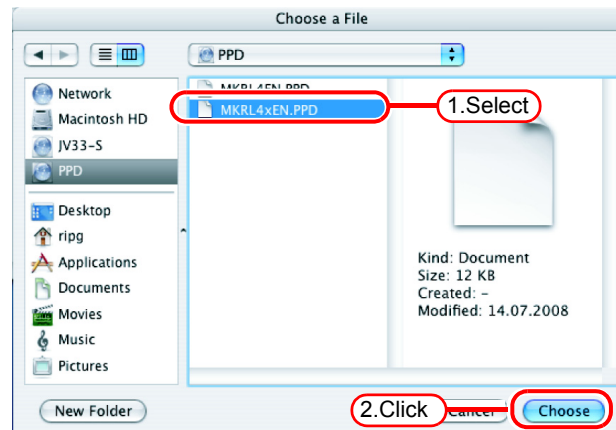 Choose a File
PPD
Network
Macintosh HD
JV33-S
PPD
Desktop
ripg
Applications
Documents
Movies
Music
Pictures
MKRL4EN.PPD
MKRL4xEN.PPD
1.Select
Kind: Document
Size: 12 KB
Created: –
Modified: 14.07.2008
New Folder
2.Click
Cancel
Choose